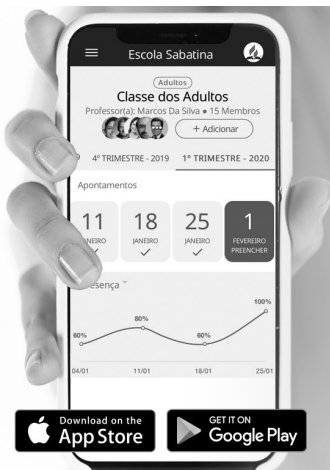 Escola Sabatina
Adultos
Classe dos Adultos
Professor(a): Marcos Da Silva • 15 Membros
+ Adicionar
4º TRIMESTRE - 2019 1º TRIMESTRE - 2020
Apontamentos
11 18 25 1
JANEIRO JANEIRO FEVEREIRO
PREENCHER
100%
80%
60% 60%
04/01 11/01 18/01 25/01
Download on the
App Store
GET IT ON
Google Play